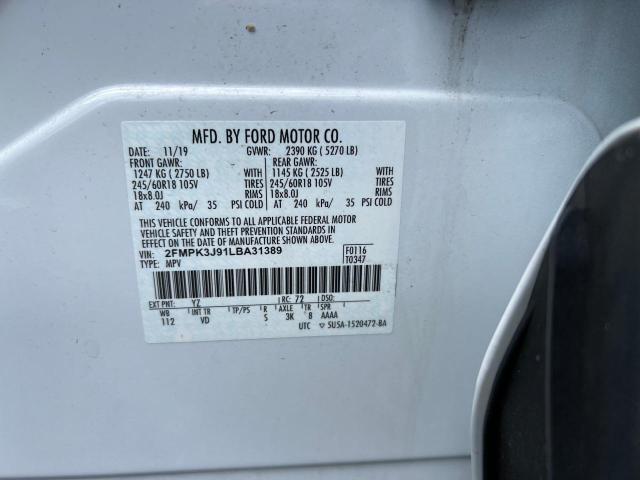 MFD. BY FORD MOTOR CO.
DATE: 11/19 GVWR: 2390 KG ( 5270 LB)
FRONT GAWR: REAR GAWR:
1247 KG ( 2750 LB) WITH 1145 KG ( 2525 LB) WITH
245/60R18 105V TIRES 245/60R18 105V TIRES
18x8.0J RIMS 18x8.0J RIMS
AT 240 kPa/ 35 PSI COLD AT 240 kPa/ 35 PSI COLD
THIS VEHICLE CONFORMS TO ALL APPLICABLE FEDERAL MOTOR
VEHICLE SAFETY AND THEFT PREVENTION STANDARDS IN
EFFECT ON THE DATE OF MANUFACTURE SHOWN ABOVE.
VIN: 2FMPK3J91LBA31389 F0116
TYPE: MPV T0347
EXT PNT: YZ RC: 72 DSO:
WB INT TR TP/PS R AXLE TR SPR
112 VD S 3K 8 AAAA
UTC ▽ SU5A-1520472-BA